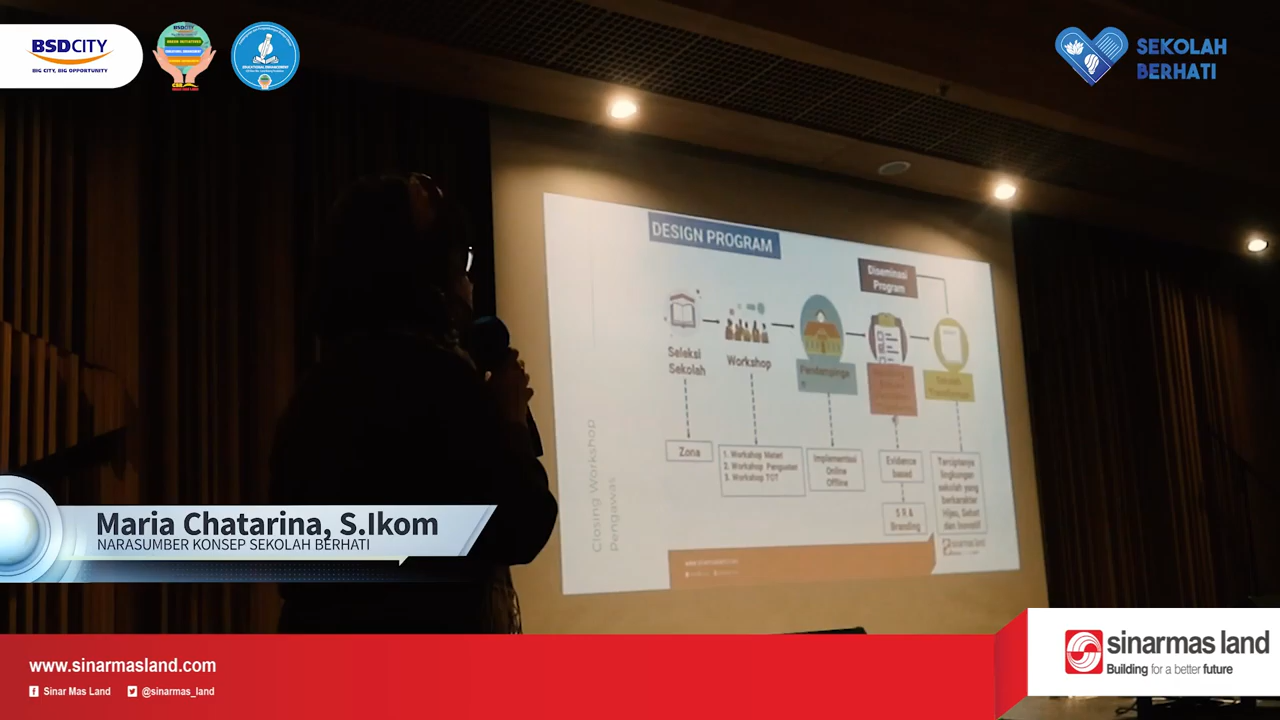 BSDCITY
BIG CITY, BIG OPPORTUNITY
SEKOLAH
BERHATI
DESIGN PROGRAM
Diseminasi
Program
Seleksi
Sekolah
Workshop
Zona
1. Workshop Materi
2. Workshop Penguatan
3. Workshop TOT
Implementasi
Online
Offline
Evidence
based
S R &
Branding
Terciptanya
lingkungan
sekolah yang
berkarakter
Hijau, Sehat
dan Inovatif
Closing Workshop
Pengawas
Maria Chatarina, S.Ikom
NARASUMBER KONSEP SEKOLAH BERHATI
www.sinarmasland.com
Sinar Mas Land
@sinarmas_land
sinarmas land
Building for a better future